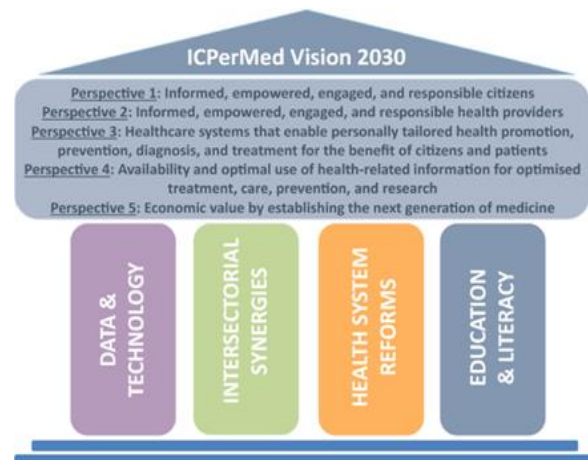 ICPerMed Vision 2030
Perspective 1: Informed, empowered, engaged, and responsible citizens
Perspective 2: Informed, empowered, engaged, and responsible health providers
Perspective 3: Healthcare systems that enable personally tailored health promotion,
prevention, diagnosis, and treatment for the benefit of citizens and patients
Perspective 4: Availability and optimal use of health-related information for optimised
treatment, care, prevention, and research
Perspective 5: Economic value by establishing the next generation of medicine
DATA &
TECHNOLOGY
INTERSECTORIAL
SYNERGIES
HEALTH SYSTEM
REFORMS
EDUCATION
& LITERACY